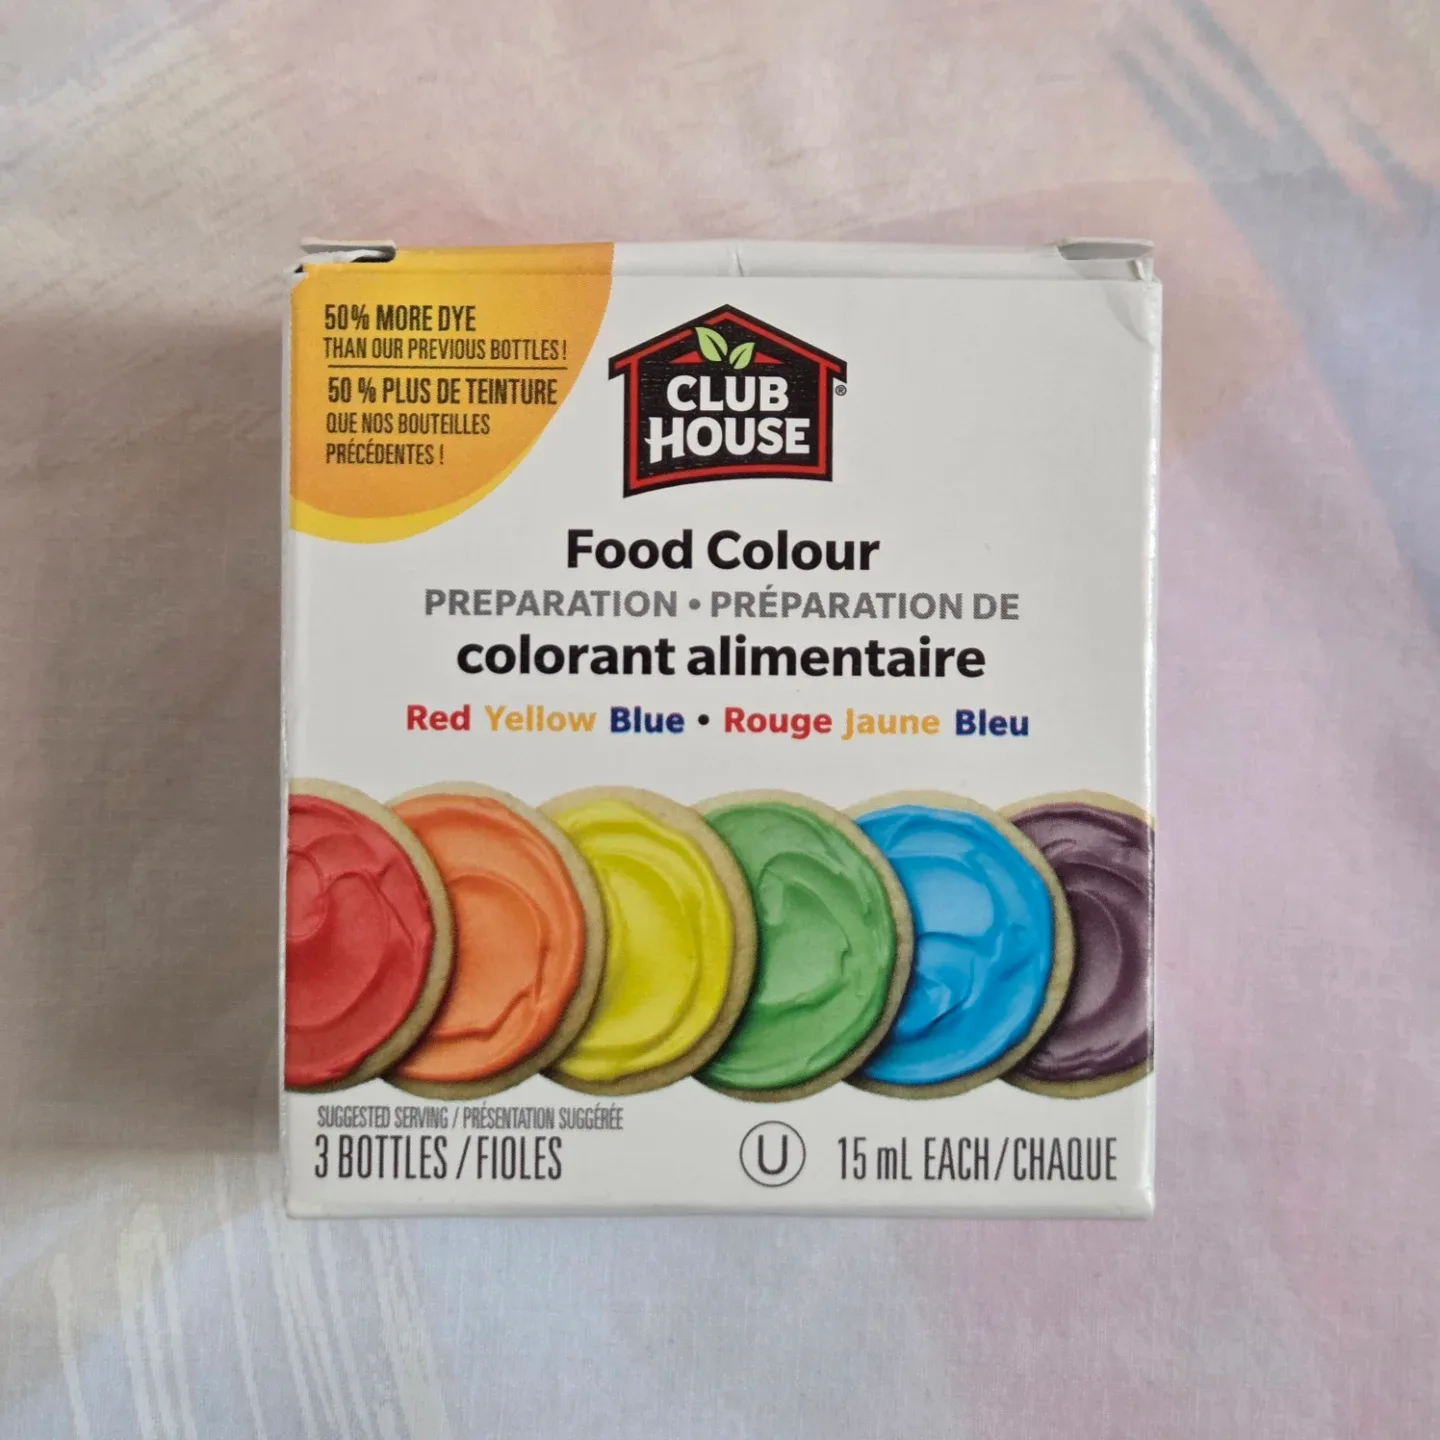 50% MORE DYE
THAN OUR PREVIOUS BOTTLES!
50 % PLUS DE TEINTURE
QUE NOS BOUTEILLES
PRÉCÉDENTES !
CLUB
HOUSE®
Food Colour
PREPARATION • PRÉPARATION DE
colorant alimentaire
Red Yellow Blue • Rouge Jaune Bleu
SUGGESTED SERVING / PRÉSENTATION SUGGÉRÉE
3 BOTTLES / FIOLES
U
15 mL EACH / CHAQUE